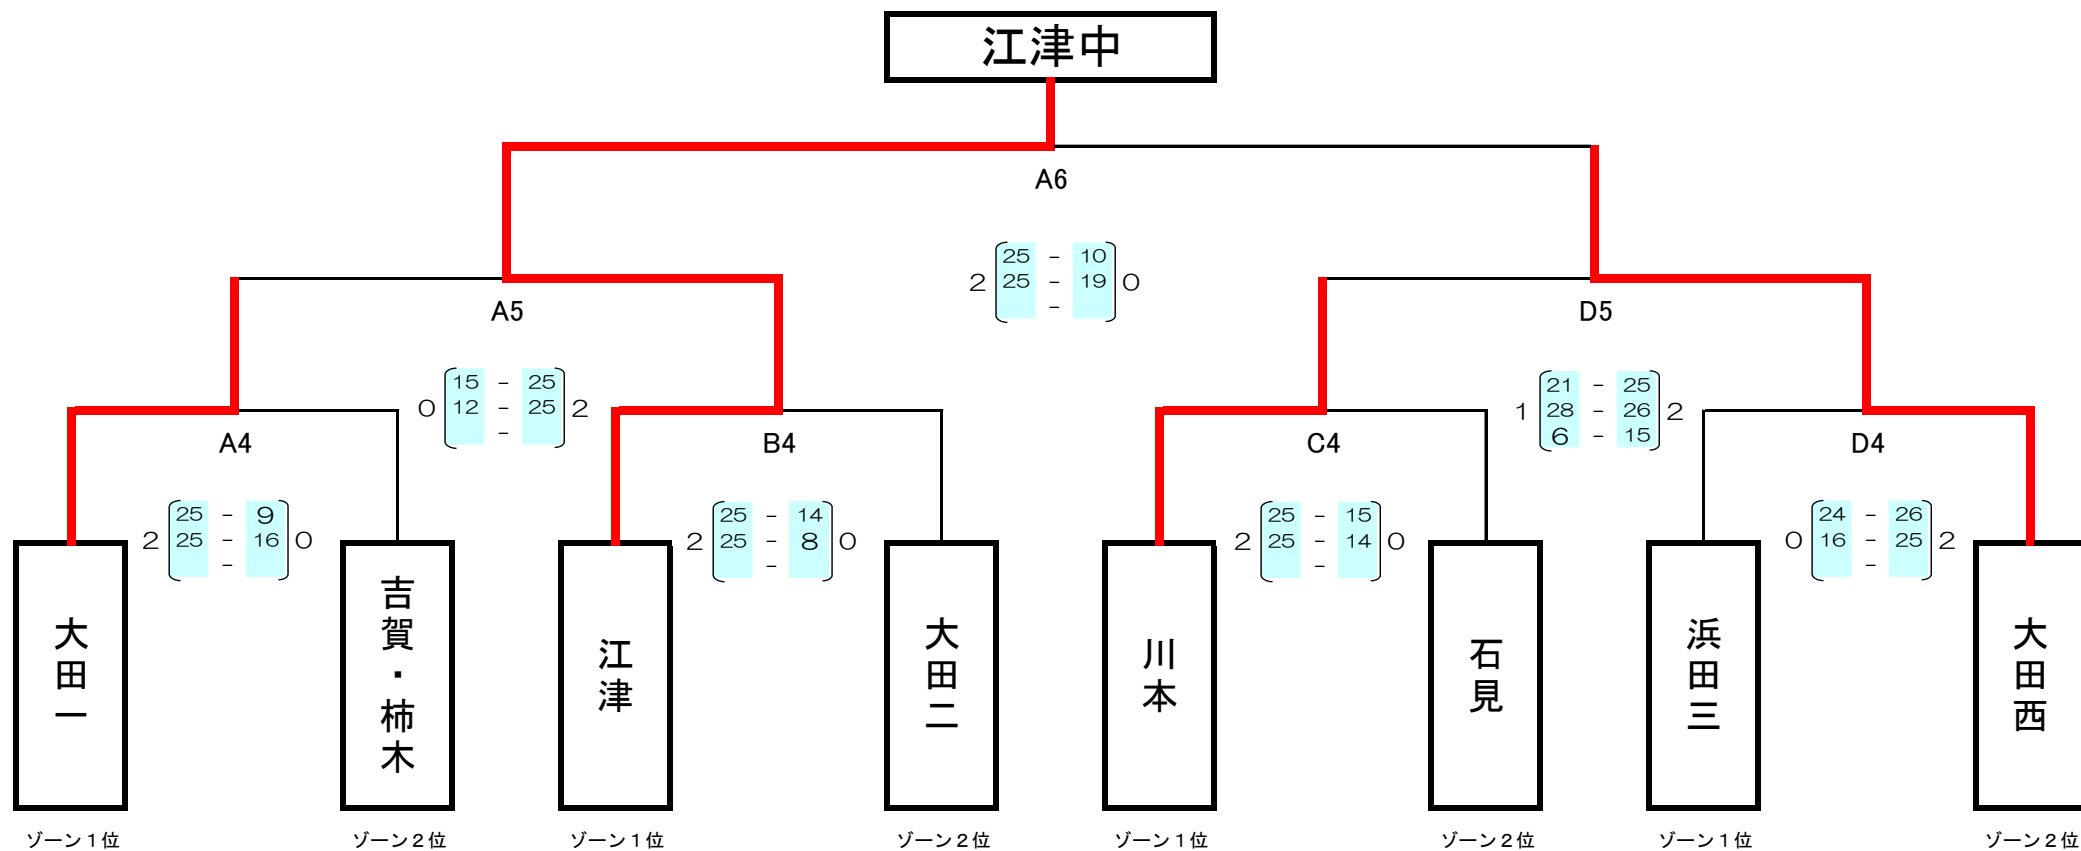 江津中
A6
2 25 - 10 0
25 - 19
-
A5
D5
0 15 - 25 2
12 - 25
-
1 21 - 25 2
28 - 26
6 - 15
A4
B4
C4
D4
2 25 - 9 0
25 - 16
-
2 25 - 14 0
25 - 8
-
2 25 - 15 0
25 - 14
-
0 24 - 26 2
16 - 25
-
大田一
吉賀・柿木
江津
大田二
川本
石見
浜田三
大田西
ゾーン１位
ゾーン２位
ゾーン１位
ゾーン２位
ゾーン１位
ゾーン２位
ゾーン１位
ゾーン２位